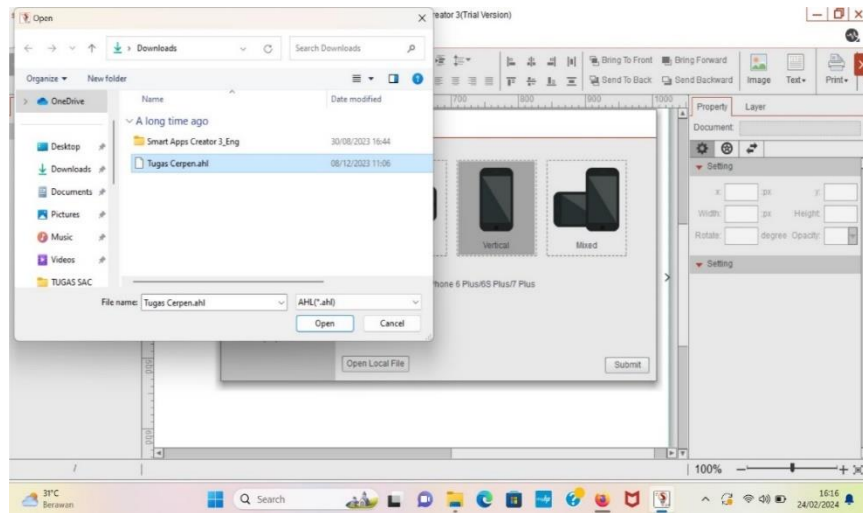 Open
reator 3(Trial Version)
Downloads
Search Downloads
Organize
New folder
Bring To Front
Bring Forward
Send To Back
Send Backward
Image
Text
Print
OneDrive
Desktop
Downloads
Documents
Pictures
Music
Videos
TUGAS SAC
Name
Date modified
A long time ago
Smart Apps Creator 3_Eng
30/08/2023 16:44
Tugas Cerpen.ahl
08/12/2023 11:06
File name:
Tugas Cerpen.ahl
AHL(*.ahl)
Open
Cancel
700
800
900
1000
Vertical
Mixed
hone 6 Plus/6S Plus/7 Plus
Open Local File
Submit
Property
Layer
Document:
Setting
x:
px
y:
Width:
px
Height:
Rotate:
degree
Opacity:
Setting
100%
31°C
Berawan
Search
16:16
24/02/2024